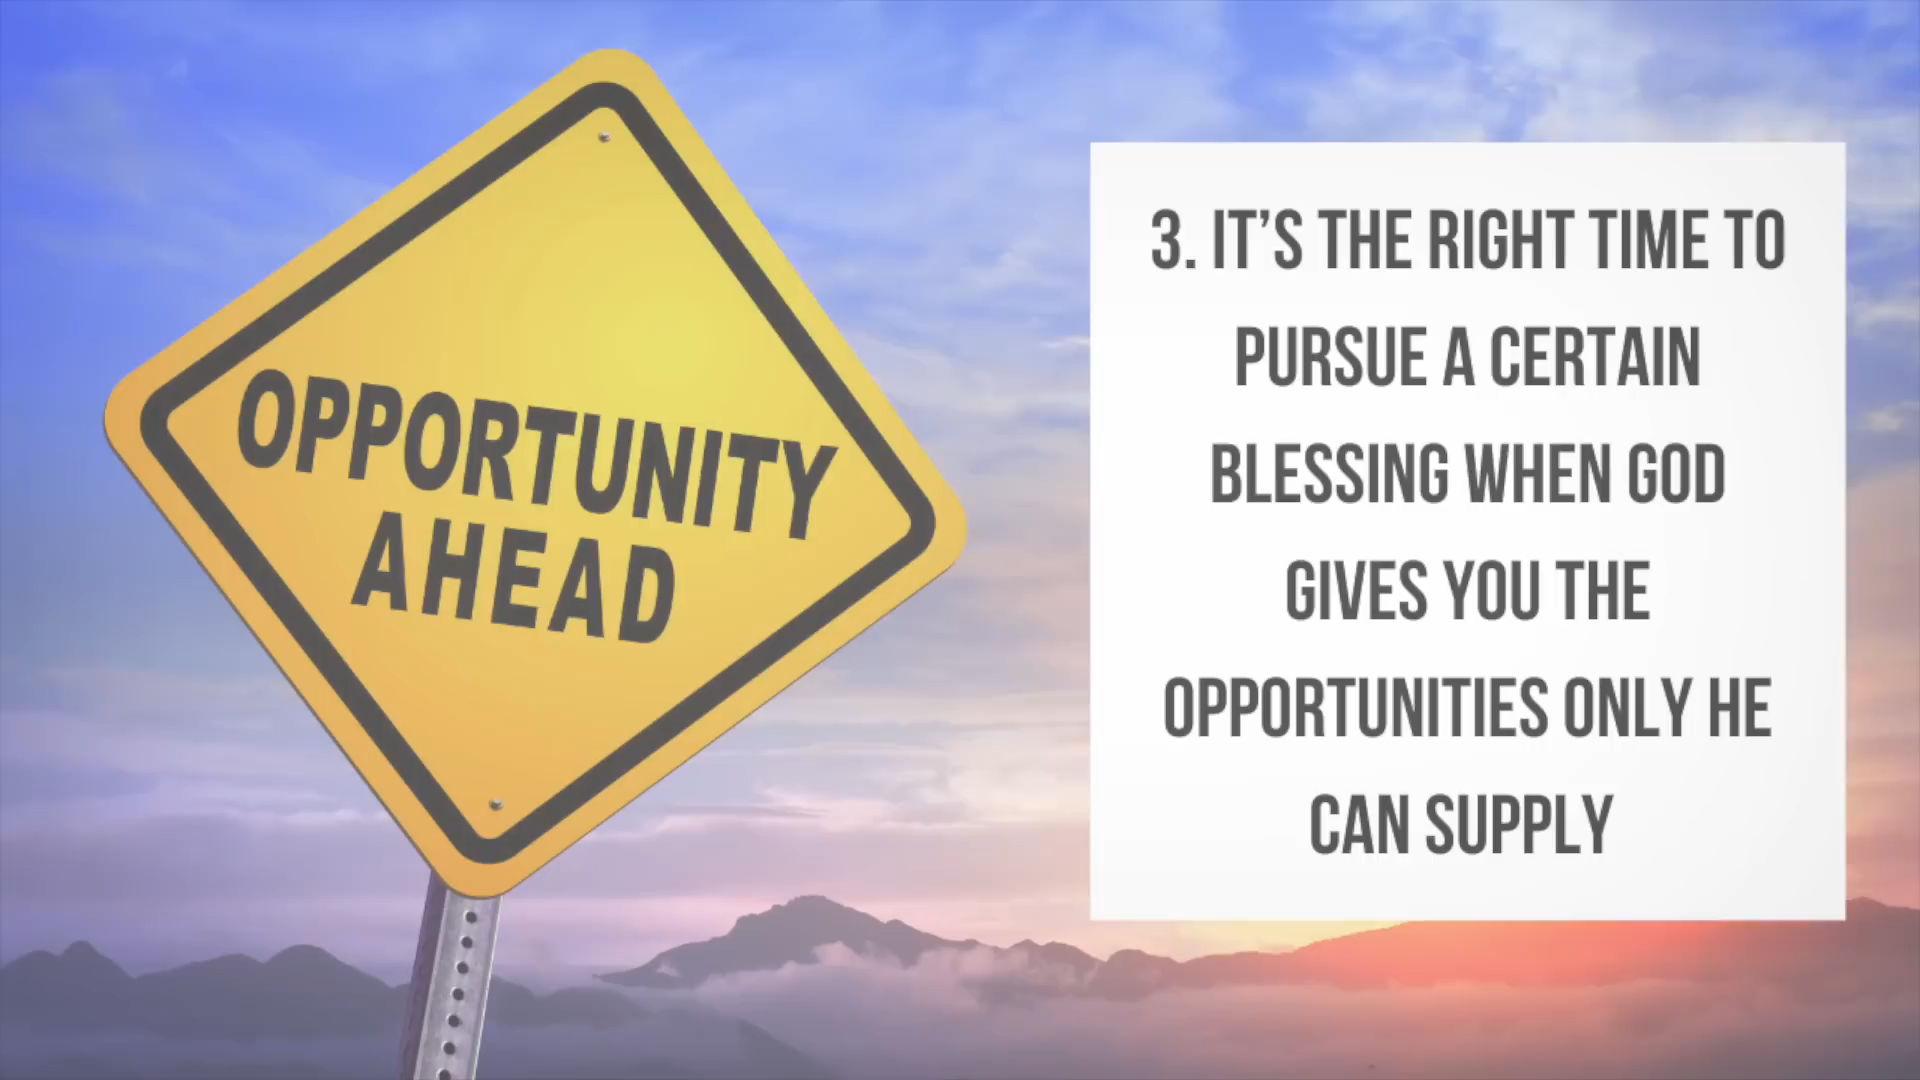 OPPORTUNITY
AHEAD
3. IT'S THE RIGHT TIME TO
PURSUE A CERTAIN
BLESSING WHEN GOD
GIVES YOU THE
OPPORTUNITIES ONLY HE
CAN SUPPLY